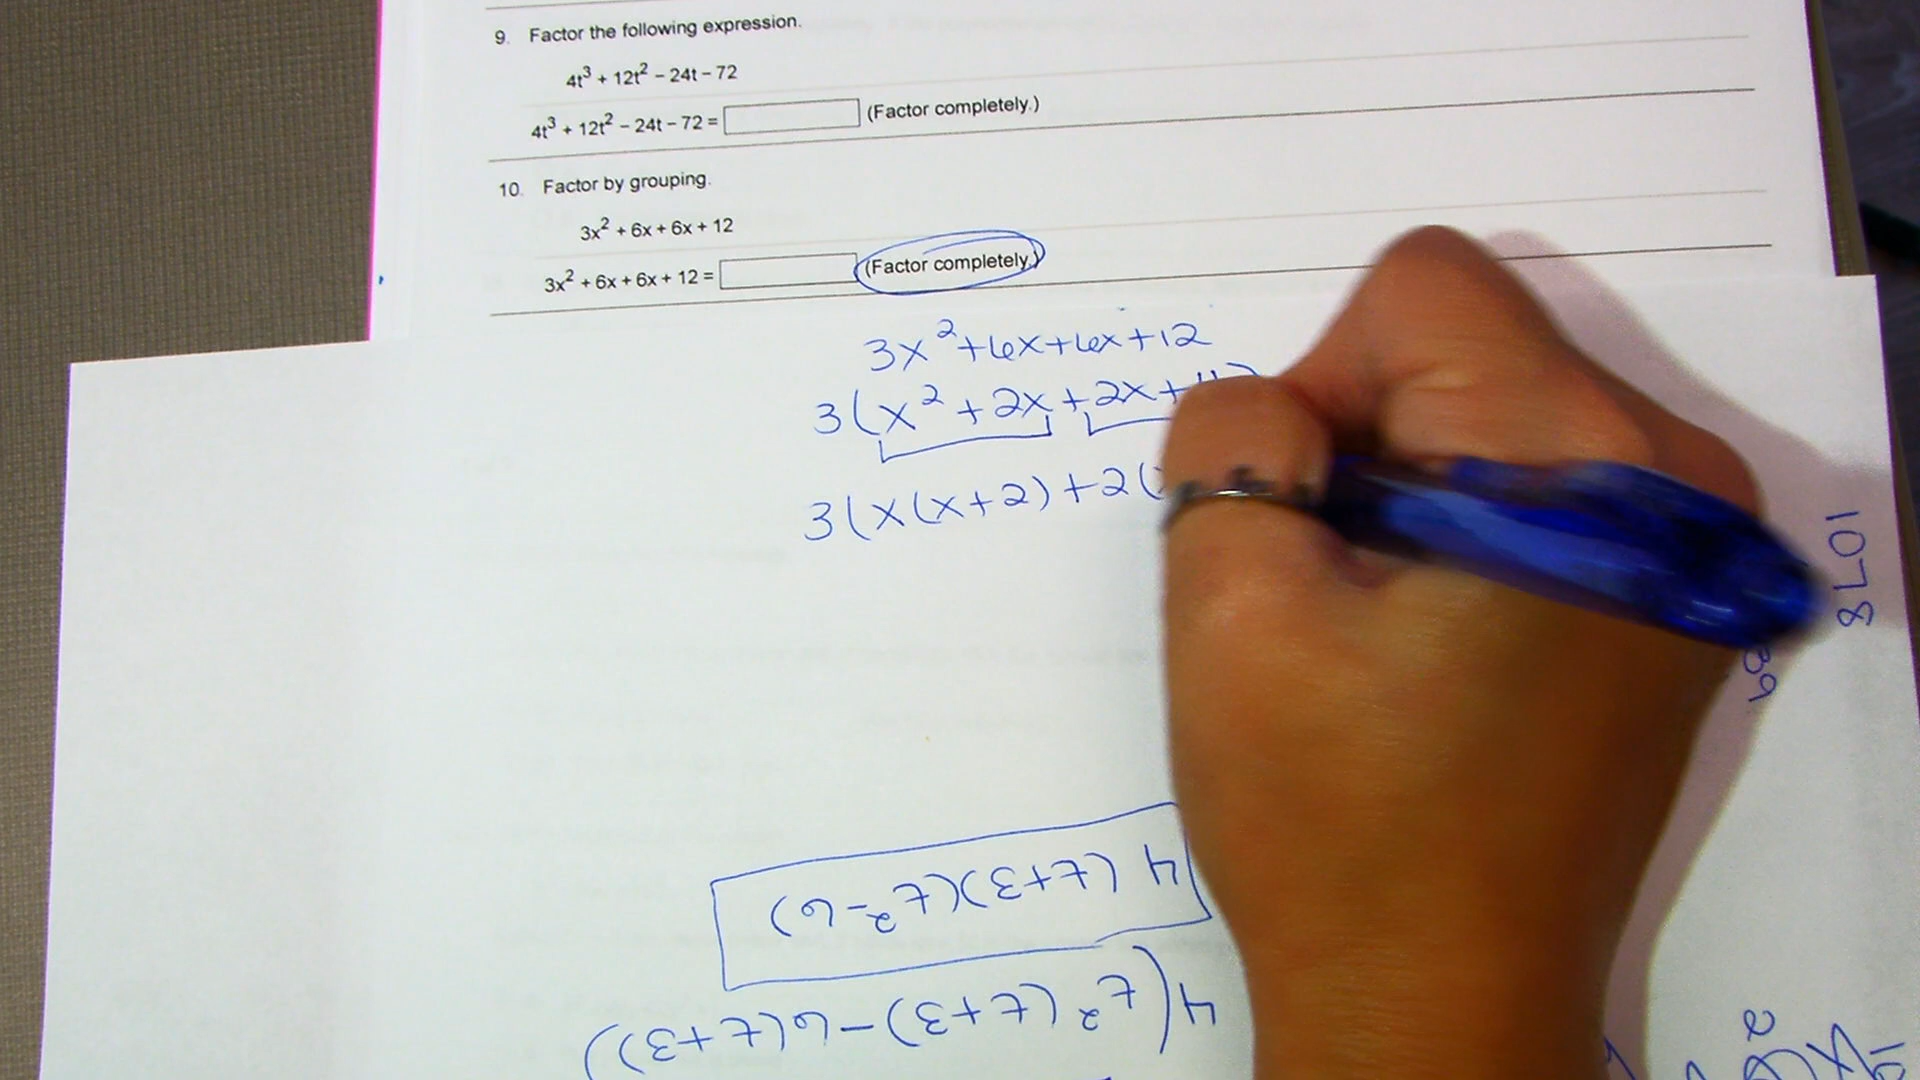 9. Factor the following expression.
4t³ + 12t² − 24t − 72
4t³ + 12t² − 24t − 72 = (Factor completely.)
10. Factor by grouping.
3x² + 6x + 6x + 12
3x² + 6x + 6x + 12 = (Factor completely.)
3x² + 6x + 6x + 12
3(x² + 2x + 2x +
3(x(x+2) + 2(
1078
4(t+3)(t²-6)
4(t²(t+3) - 6(t+3))